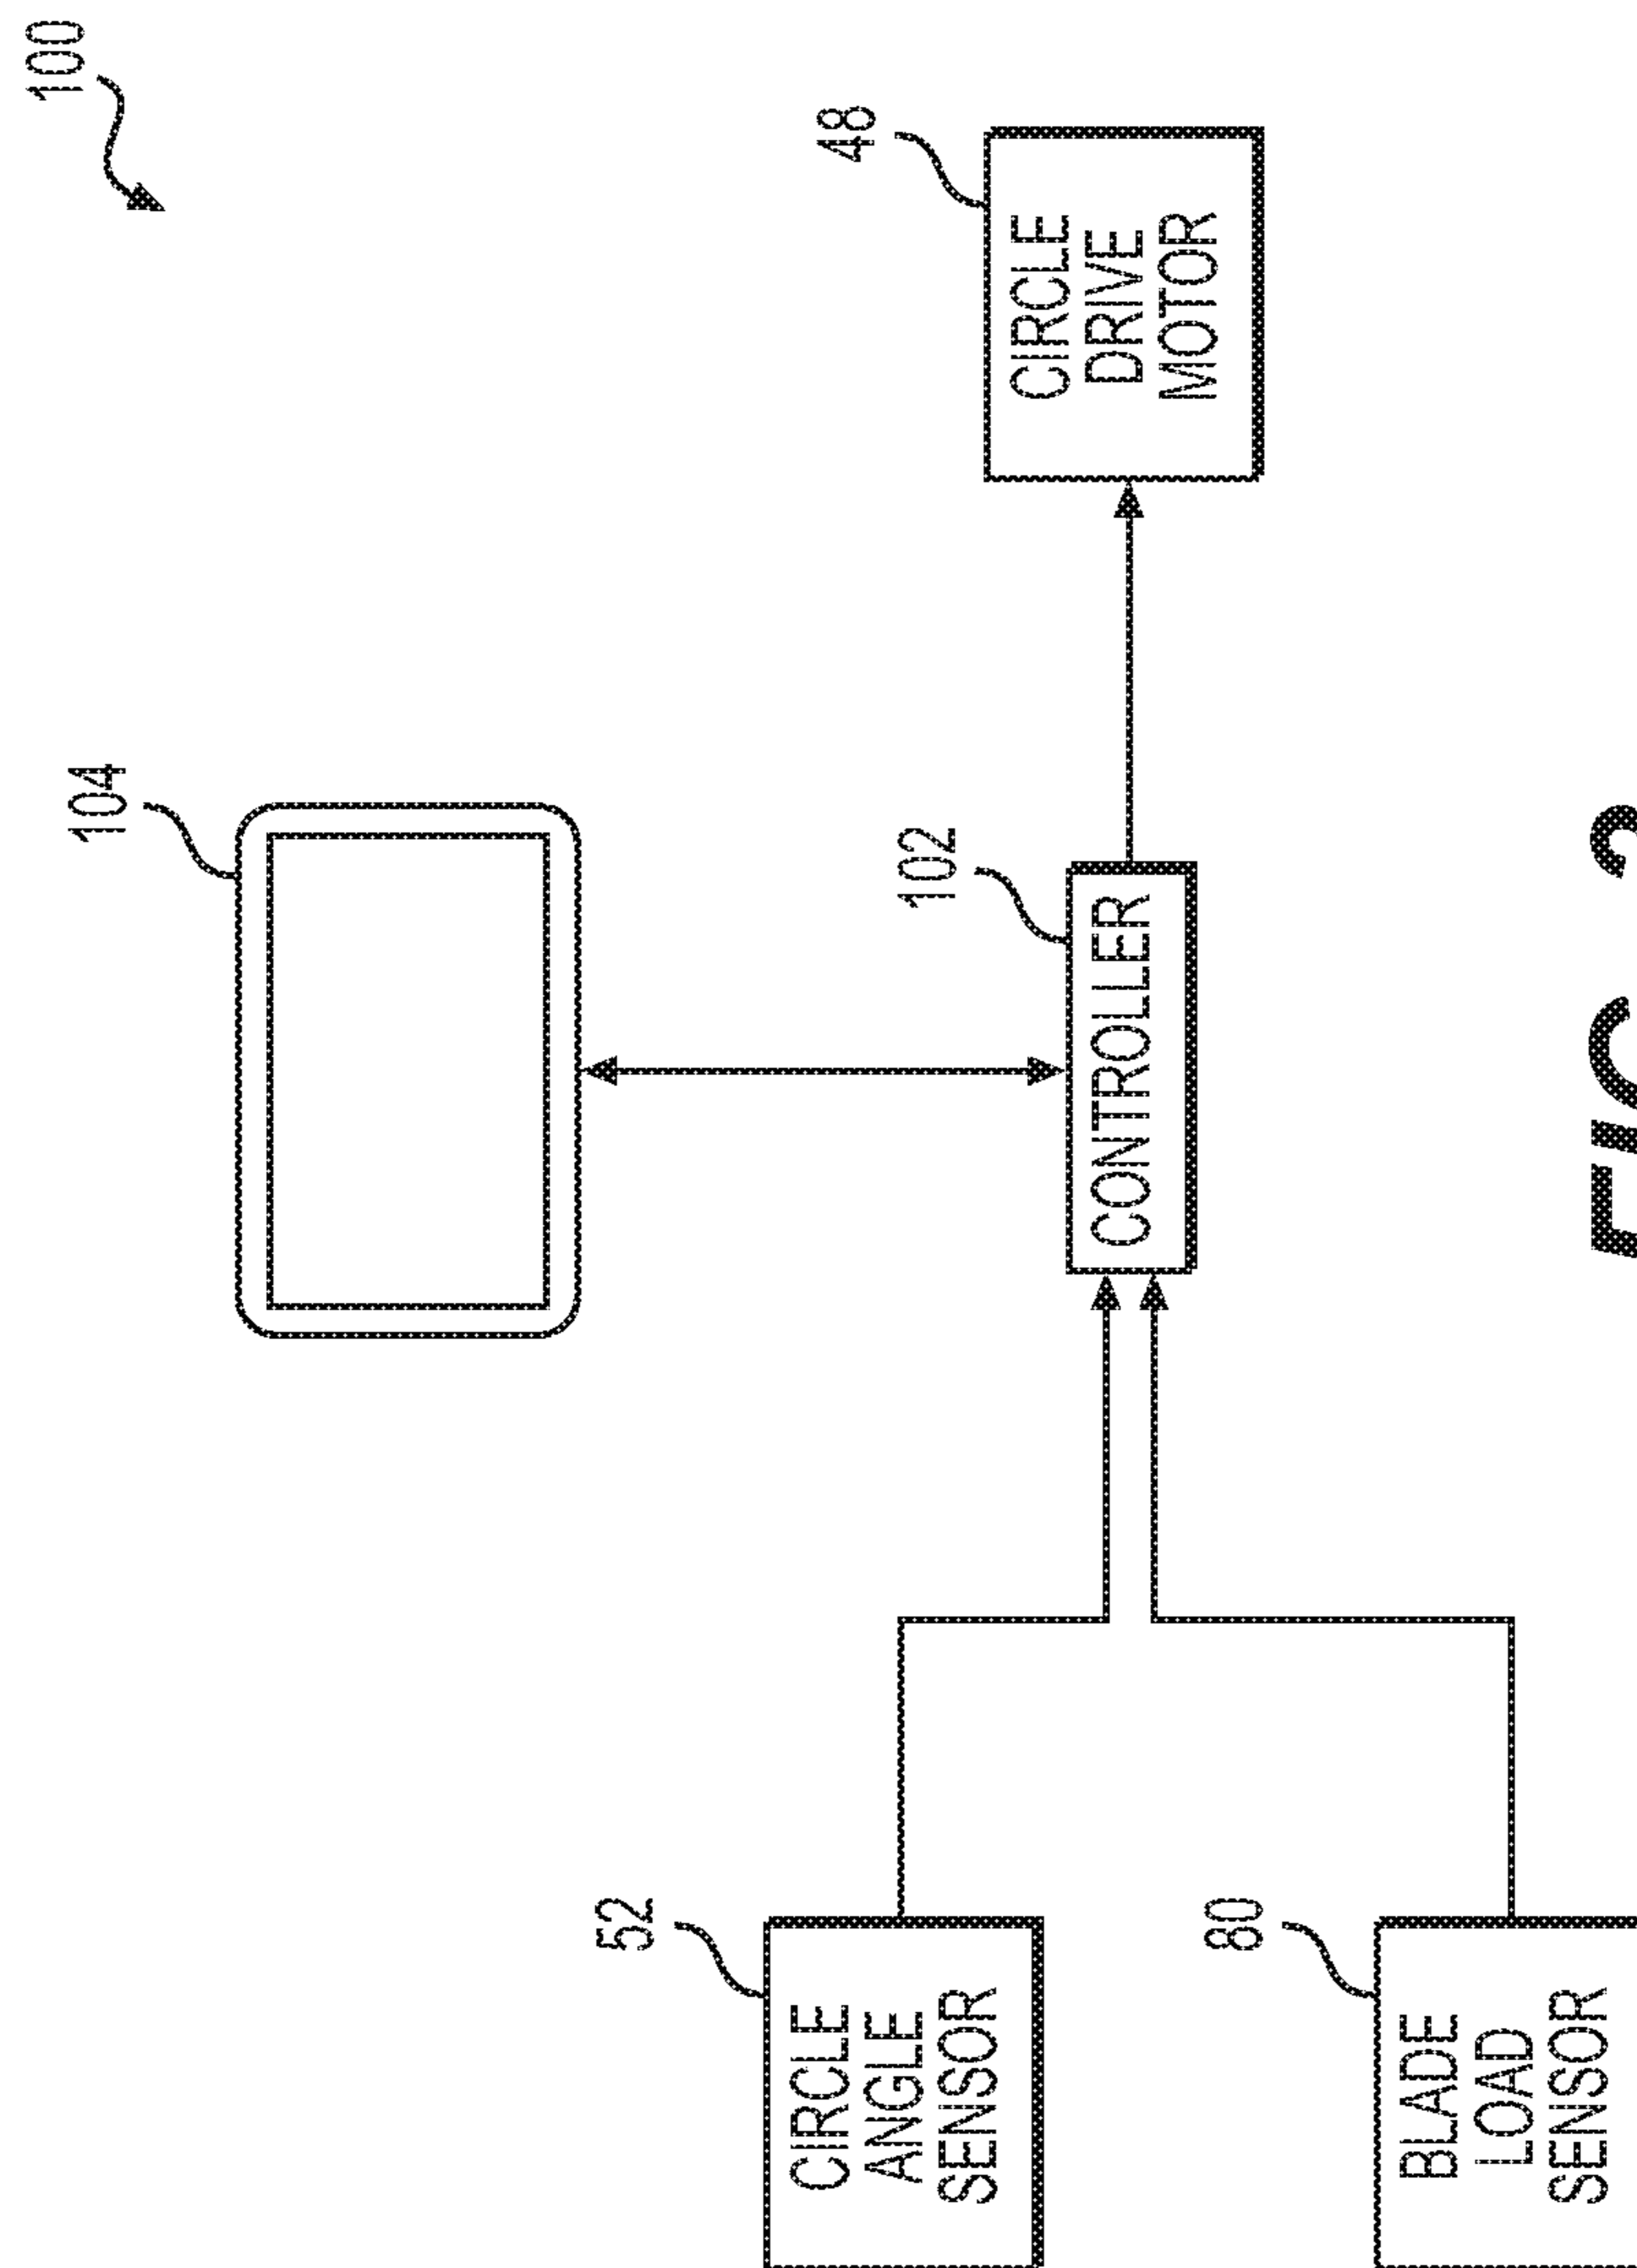 100
104
52
CIRCLE
ANGLE
SENSOR
80
BLADE
LOAD
SENSOR
102
CONTROLLER
48
CIRCLE
DRIVE
MOTOR